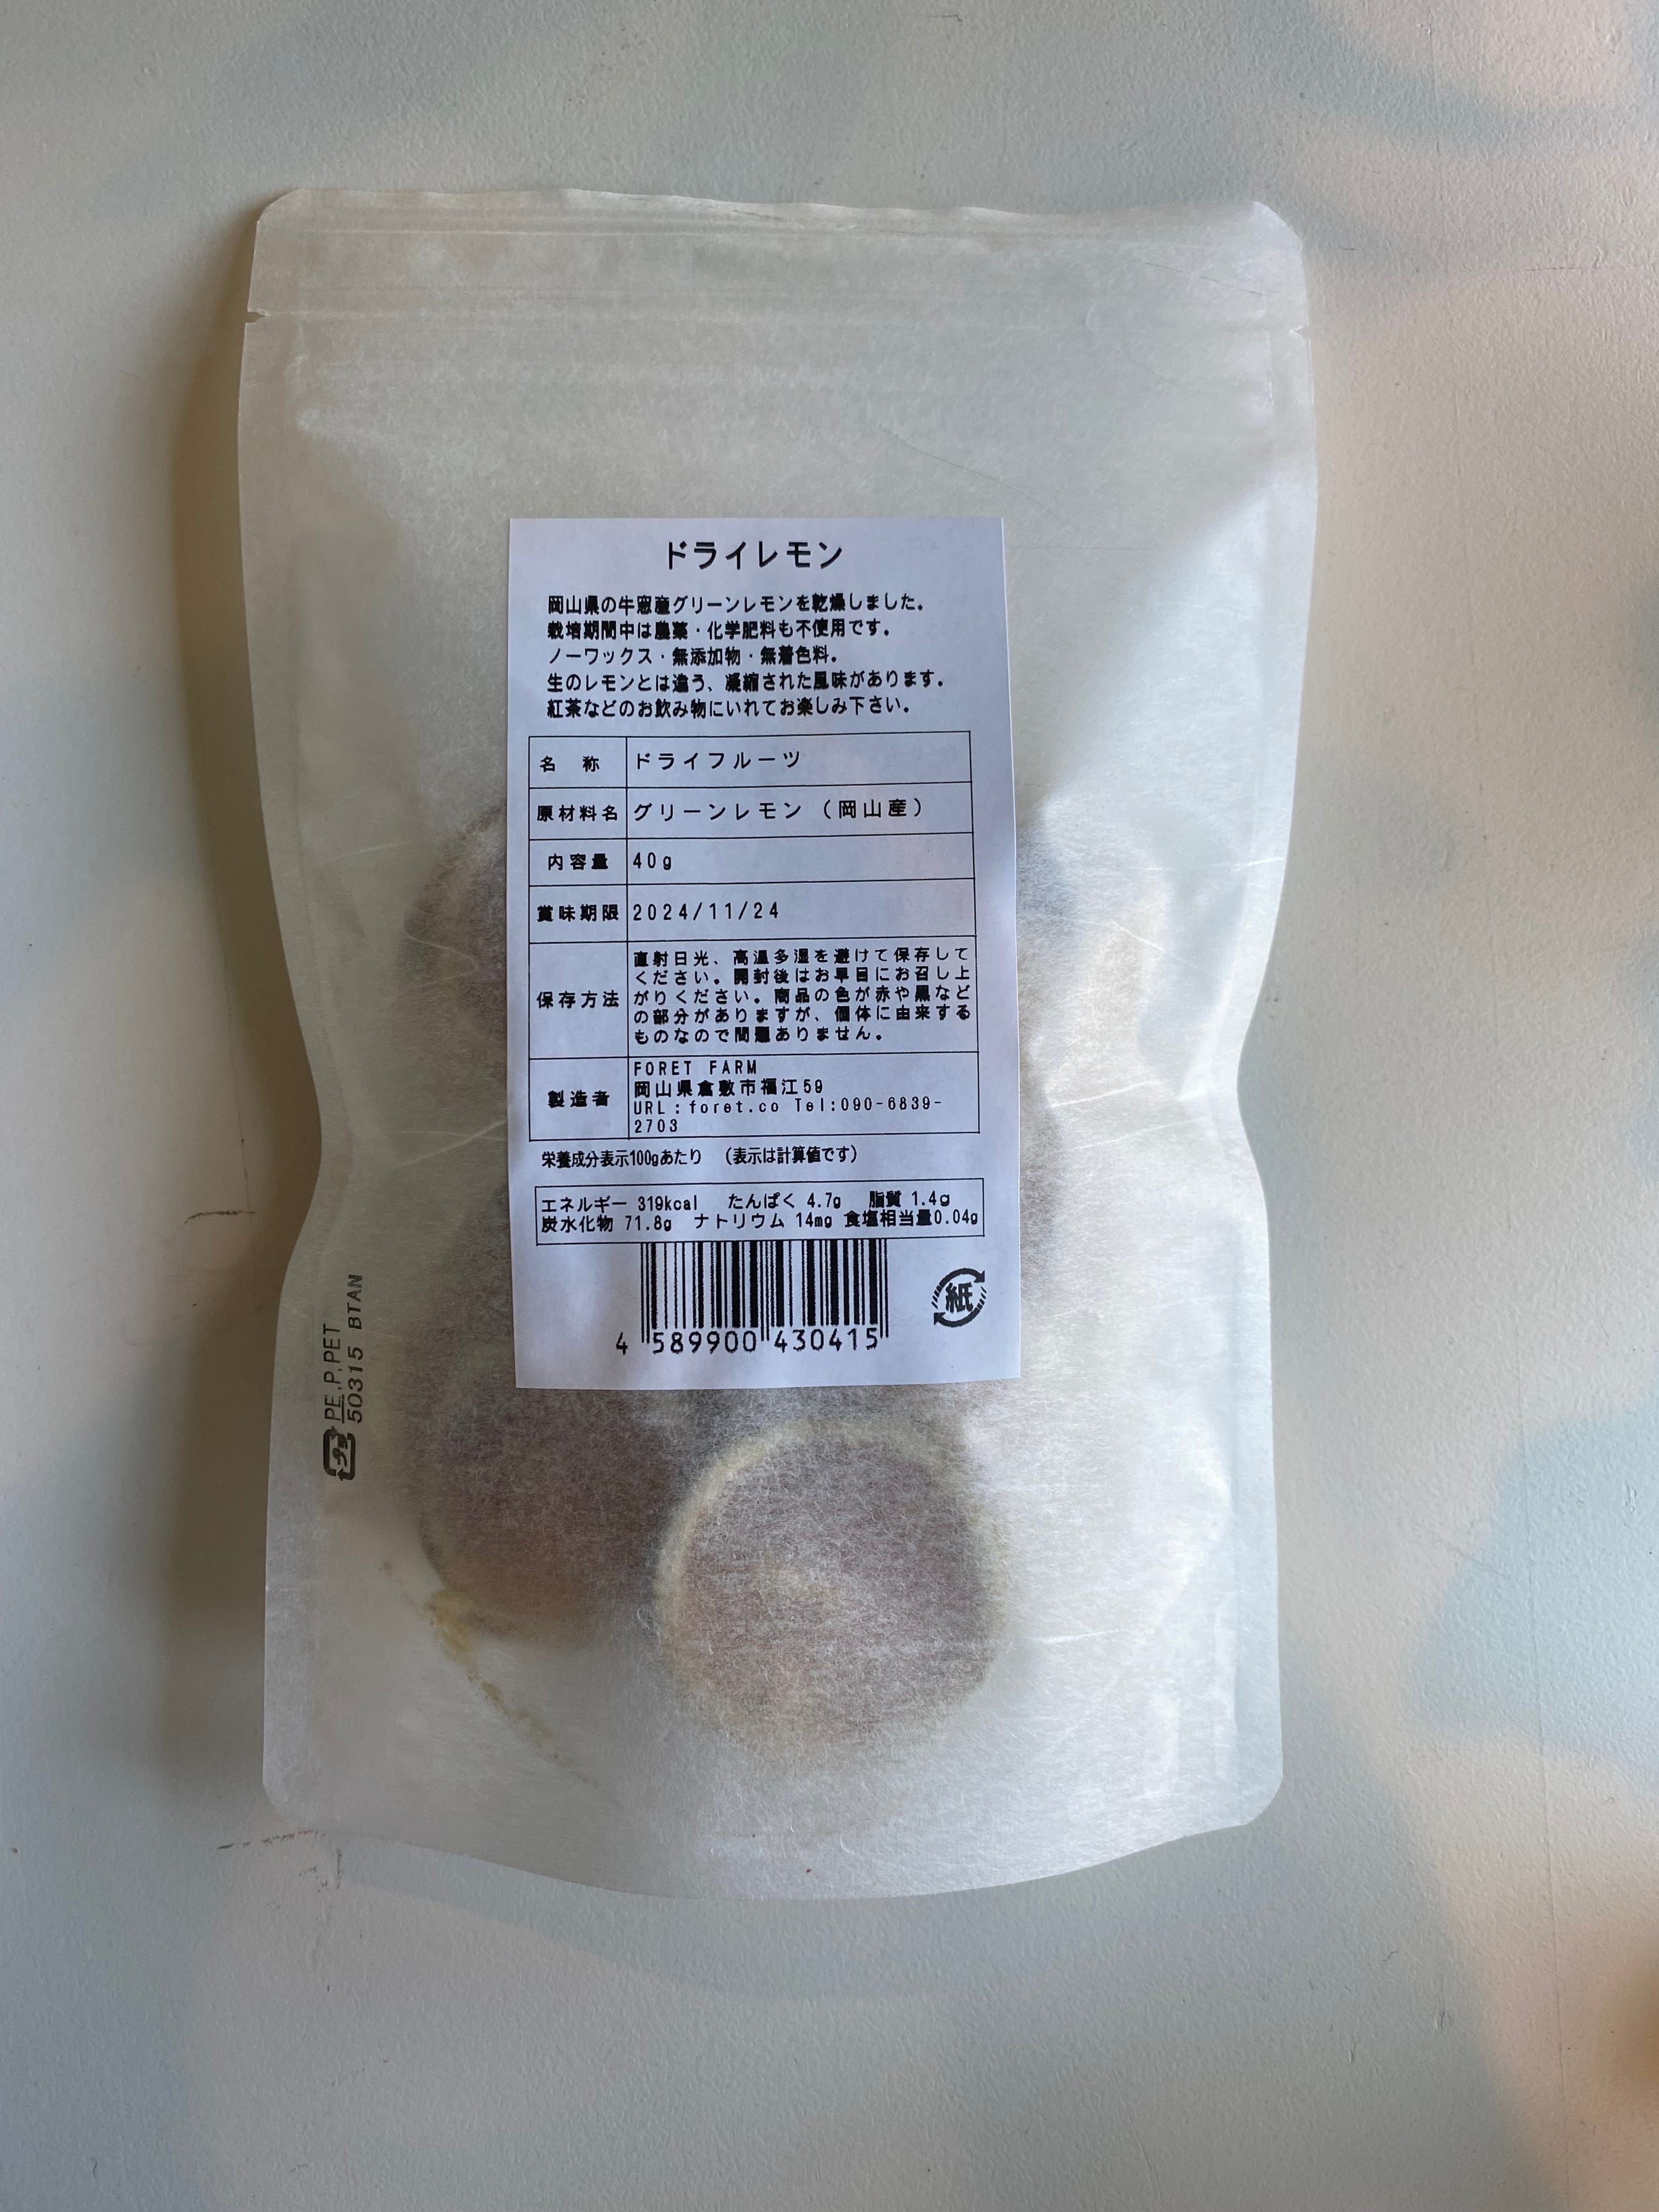 ドライレモン
岡山県の牛窓産グリーンレモンを乾燥しました。
栽培期間中は農薬・化学肥料も不使用です。
ノーワックス・無添加物・無着色料。
生のレモンとは違う、凝縮された風味があります。
紅茶などのお飲み物にいれてお楽しみ下さい。
名 称 ドライフルーツ
原材料名 グリーンレモン（岡山産）
内容量 40g
賞味期限 2024/11/24
保存方法 直射日光、高温多湿を避けて保存して
ください。開封後はお早目にお召し上
がりください。商品の色が赤や黒など
の部分がありますが、個体に由来する
ものなので問題ありません。
製造者 FORET FARM
岡山県倉敷市福江59
URL：foret.co Tel:090-6839-
2703
栄養成分表示100gあたり （表示は計算値です）
エネルギー 319kcal たんぱく 4.7g 脂質 1.4g
炭水化物 71.8g ナトリウム 14mg 食塩相当量0.04g
4 589900 430415
紙
プラ PE,P,PET
50315 BTAN